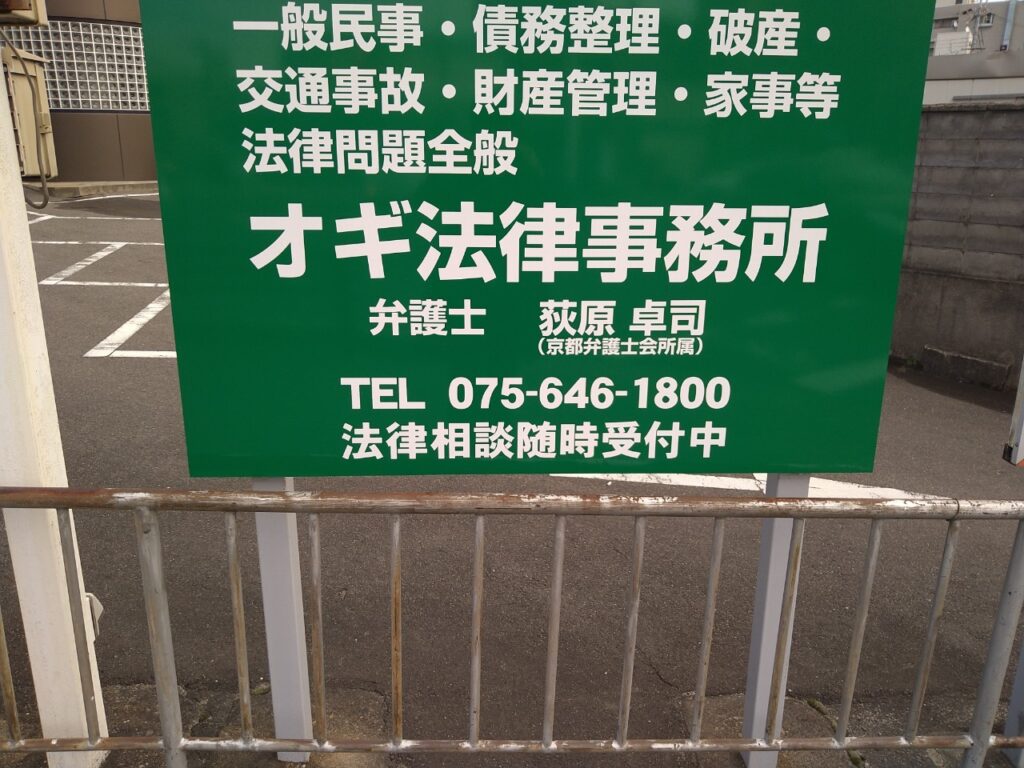 一般民事・債務整理・破産・
交通事故・財産管理・家事等
法律問題全般
オギ法律事務所
弁護士 荻原 卓司
(京都弁護士会所属)
TEL 075-646-1800
法律相談随時受付中